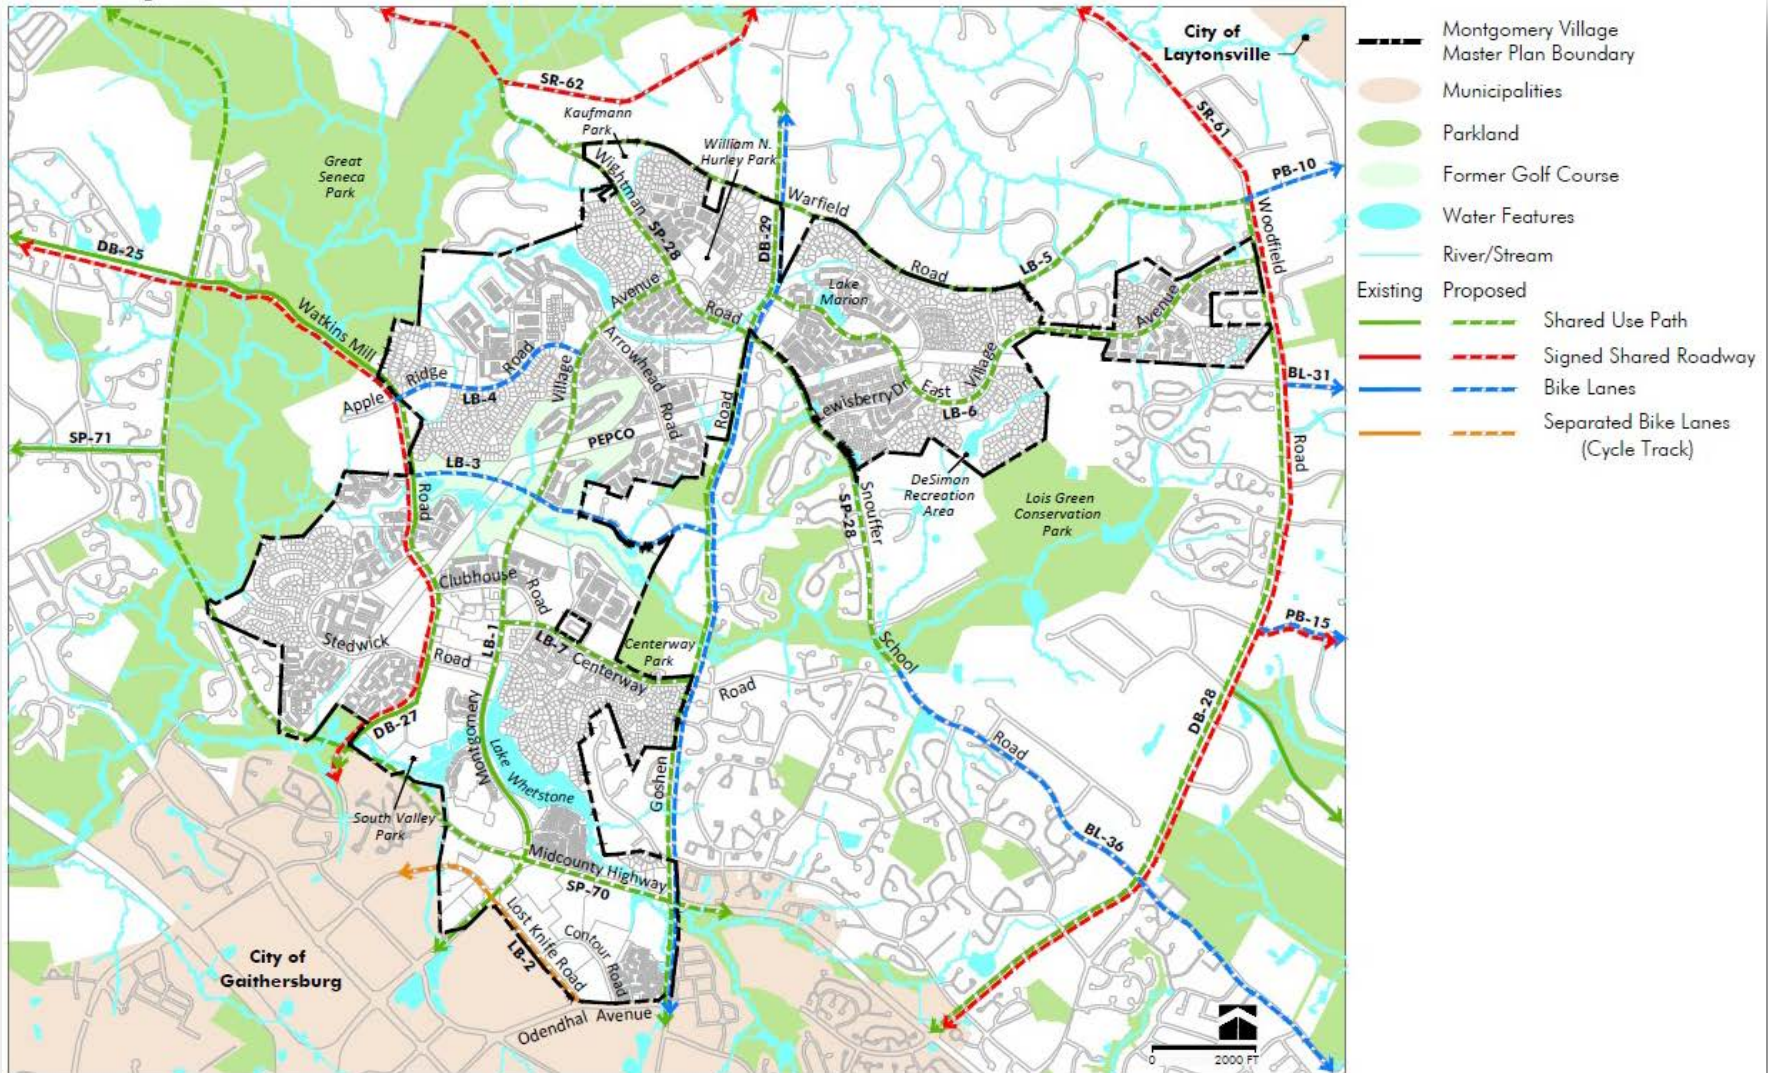 City of
Laytonsville
SR-62
SR-61
Kaufmann
Park
William N.
Hurley Park
Great
Seneca
Park
PB-10
Wightman
Warfield
Woodfield
DB-25
SP-28
DB-29
Road
LB-5
Lake
Marion
Avenue
Avenue
Watkins Mill
Road
Arrowhead
Road
Ridge
Road
Village
Village
East
Apple
LB-4
Lewisberry Dr
LB-6
BL-31
Road
SP-71
PEPCO
Road
LB-3
Road
DeSimon
Recreation
Area
Lois Green
Conservation
Park
Road
SP-28
Snouffer
Clubhouse
Road
PB-15
Stedwick
Road
LB-1
LB-7
Centerway
Centerway
Park
School
Road
DB-27
Montgomery
Lake Whetstone
Goshen
DB-28
Road
South Valley
Park
BL-36
Midcounty Highway
SP-70
Lost Knife Road
LB-2
Contour Road
City of
Gaithersburg
Odendhal Avenue
0 2000 FT
Montgomery Village
Master Plan Boundary
Municipalities
Parkland
Former Golf Course
Water Features
River/Stream
Existing Proposed
Shared Use Path
Signed Shared Roadway
Bike Lanes
Separated Bike Lanes
(Cycle Track)